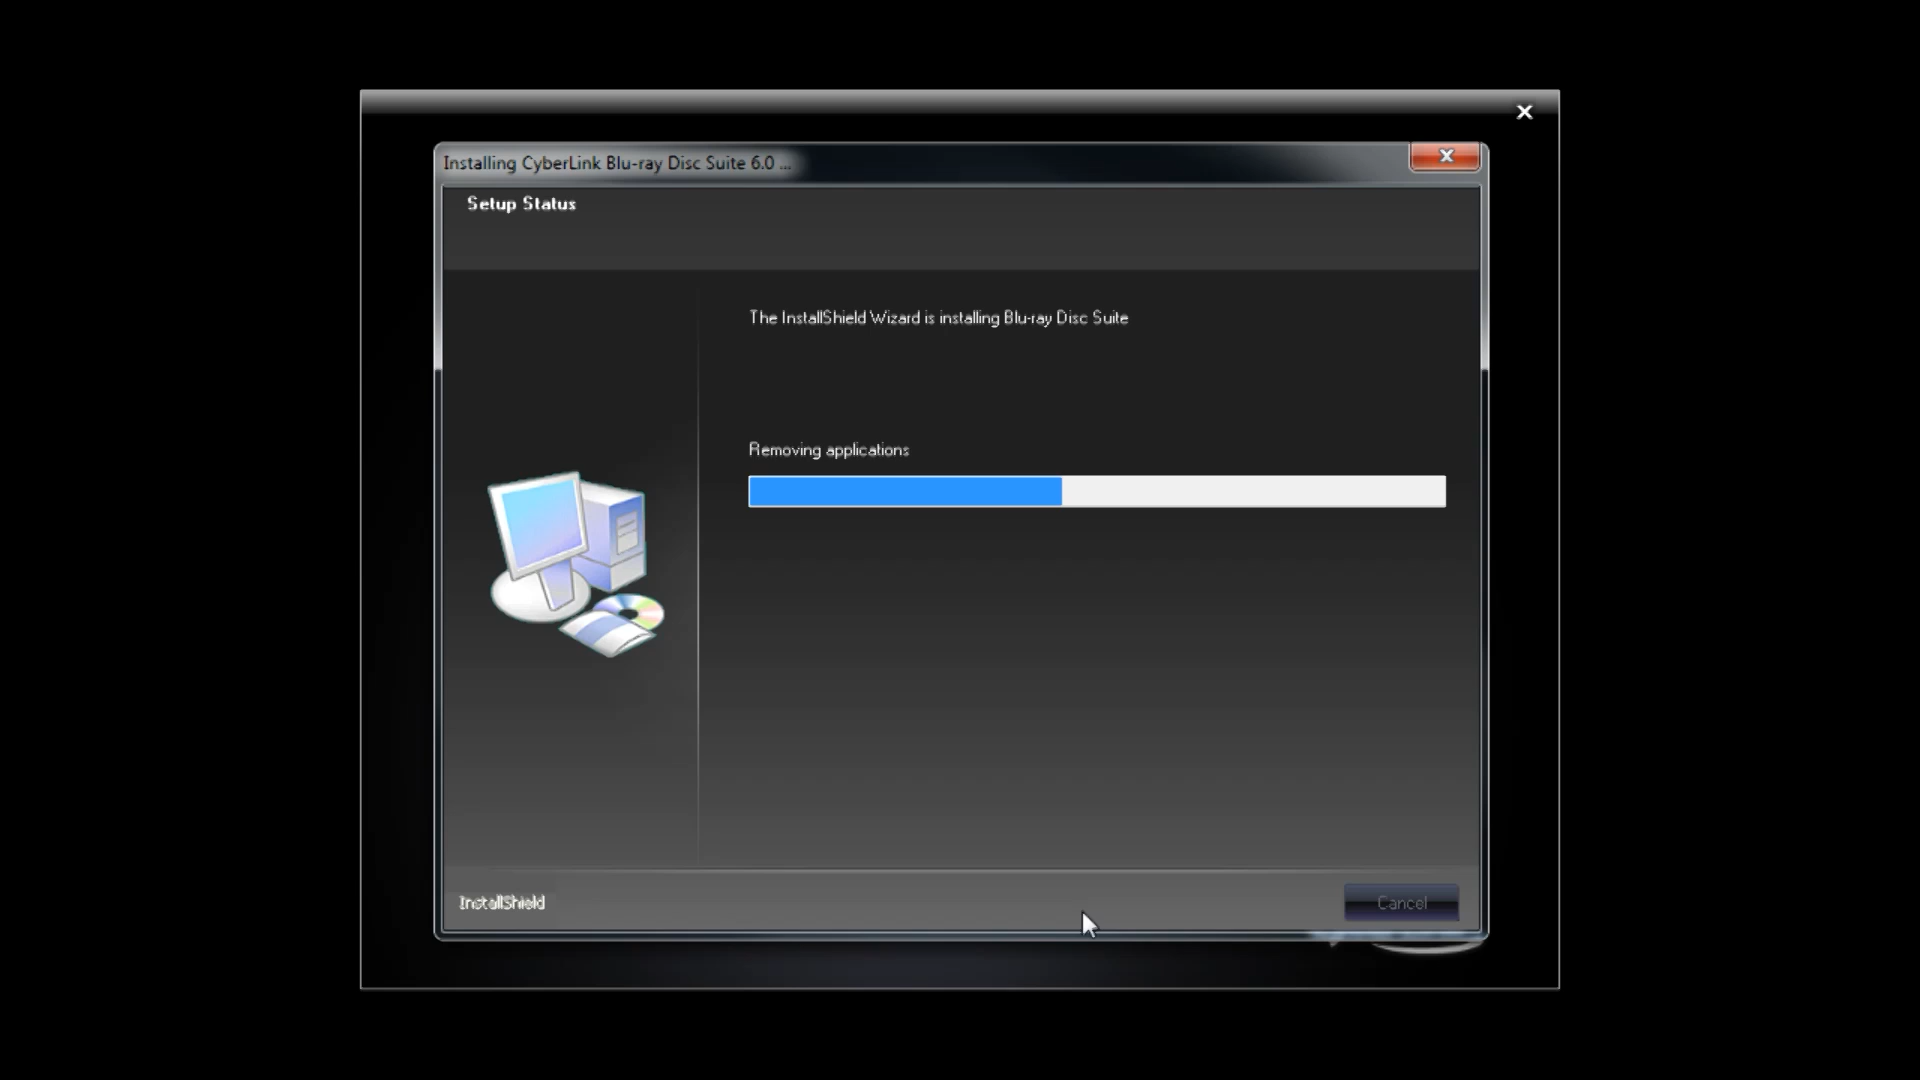 Installing CyberLink Blu-ray Disc Suite 6.0 ...
Setup Status
The InstallShield Wizard is installing Blu-ray Disc Suite
Removing applications
InstallShield
Cancel